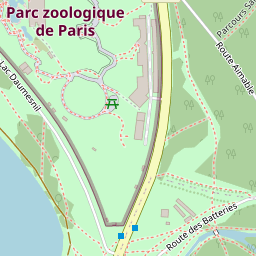 Parc zoologique
de Paris
Parcours Sa
Route Aimable
Lac Daumesnil
Route des Batteries